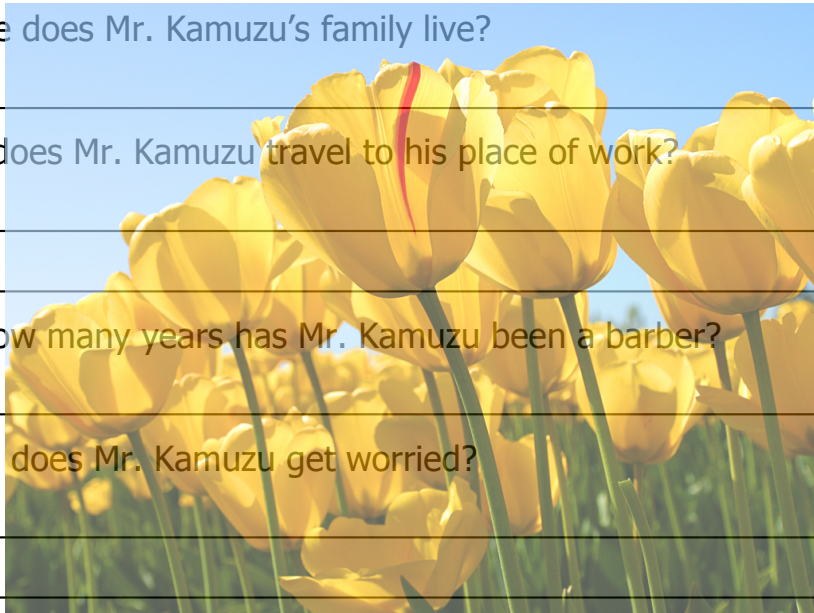 does Mr. Kamuzu’s family live?
does Mr. Kamuzu travel to his place of work?
many years has Mr. Kamuzu been a barber?
does Mr. Kamuzu get worried?